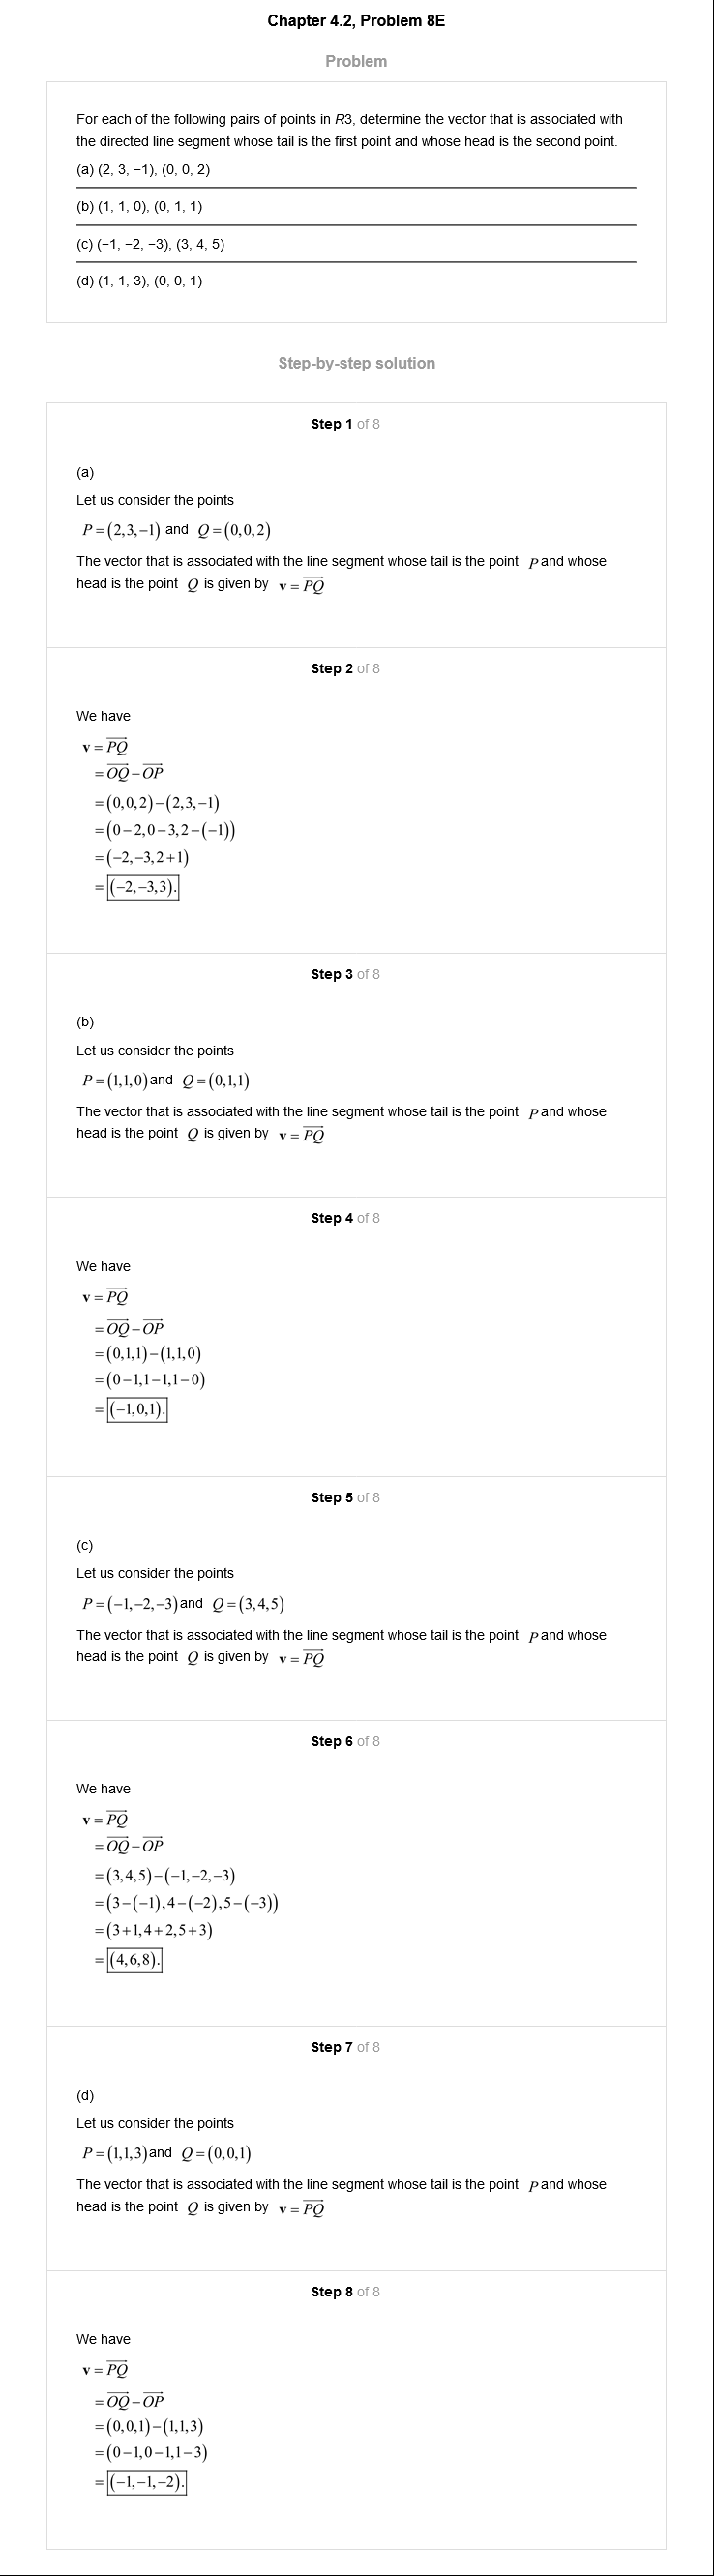 Chapter 4.2, Problem 8E
Problem
For each of the following pairs of points in R3, determine the vector that is associated with
the directed line segment whose tail is the first point and whose head is the second point.
(a) (2, 3, −1), (0, 0, 2)
(b) (1, 1, 0), (0, 1, 1)
(c) (−1, −2, −3), (3, 4, 5)
(d) (1, 1, 3), (0, 0, 1)
Step-by-step solution
Step 1 of 8
(a)
Let us consider the points
P = (2,3,−1) and Q = (0,0,2)
The vector that is associated with the line segment whose tail is the point P and whose
head is the point Q is given by v = $\overrightarrow{PQ}$
Step 2 of 8
We have
v = $\overrightarrow{PQ}$
= $\overrightarrow{OQ}$ − $\overrightarrow{OP}$
= (0,0,2) − (2,3,−1)
= (0−2,0−3,2−(−1))
= (−2,−3,2+1)
= (−2,−3,3).
Step 3 of 8
(b)
Let us consider the points
P = (1,1,0) and Q = (0,1,1)
The vector that is associated with the line segment whose tail is the point P and whose
head is the point Q is given by v = $\overrightarrow{PQ}$
Step 4 of 8
We have
v = $\overrightarrow{PQ}$
= $\overrightarrow{OQ}$ − $\overrightarrow{OP}$
= (0,1,1) − (1,1,0)
= (0−1,1−1,1−0)
= (−1,0,1).
Step 5 of 8
(c)
Let us consider the points
P = (−1,−2,−3) and Q = (3,4,5)
The vector that is associated with the line segment whose tail is the point P and whose
head is the point Q is given by v = $\overrightarrow{PQ}$
Step 6 of 8
We have
v = $\overrightarrow{PQ}$
= $\overrightarrow{OQ}$ − $\overrightarrow{OP}$
= (3,4,5) − (−1,−2,−3)
= (3−(−1),4−(−2),5−(−3))
= (3+1,4+2,5+3)
= (4,6,8).
Step 7 of 8
(d)
Let us consider the points
P = (1,1,3) and Q = (0,0,1)
The vector that is associated with the line segment whose tail is the point P and whose
head is the point Q is given by v = $\overrightarrow{PQ}$
Step 8 of 8
We have
v = $\overrightarrow{PQ}$
= $\overrightarrow{OQ}$ − $\overrightarrow{OP}$
= (0,0,1) − (1,1,3)
= (0−1,0−1,1−3)
= (−1,−1,−2).